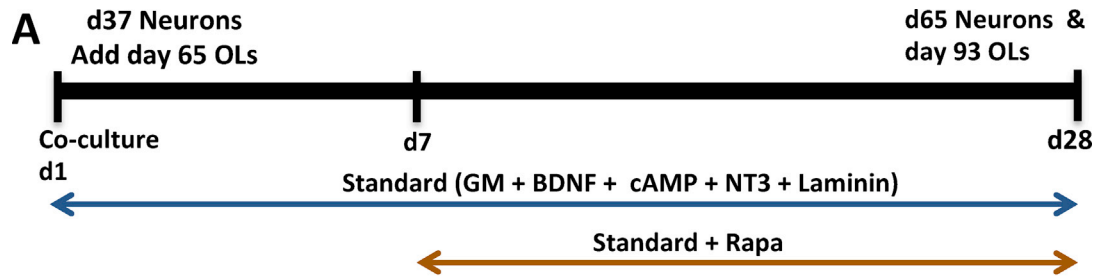 A
d37 Neurons
Add day 65 OLs
d65 Neurons &
day 93 OLs
Co-culture
d1
d7
d28
Standard (GM + BDNF + cAMP + NT3 + Laminin)
Standard + Rapa